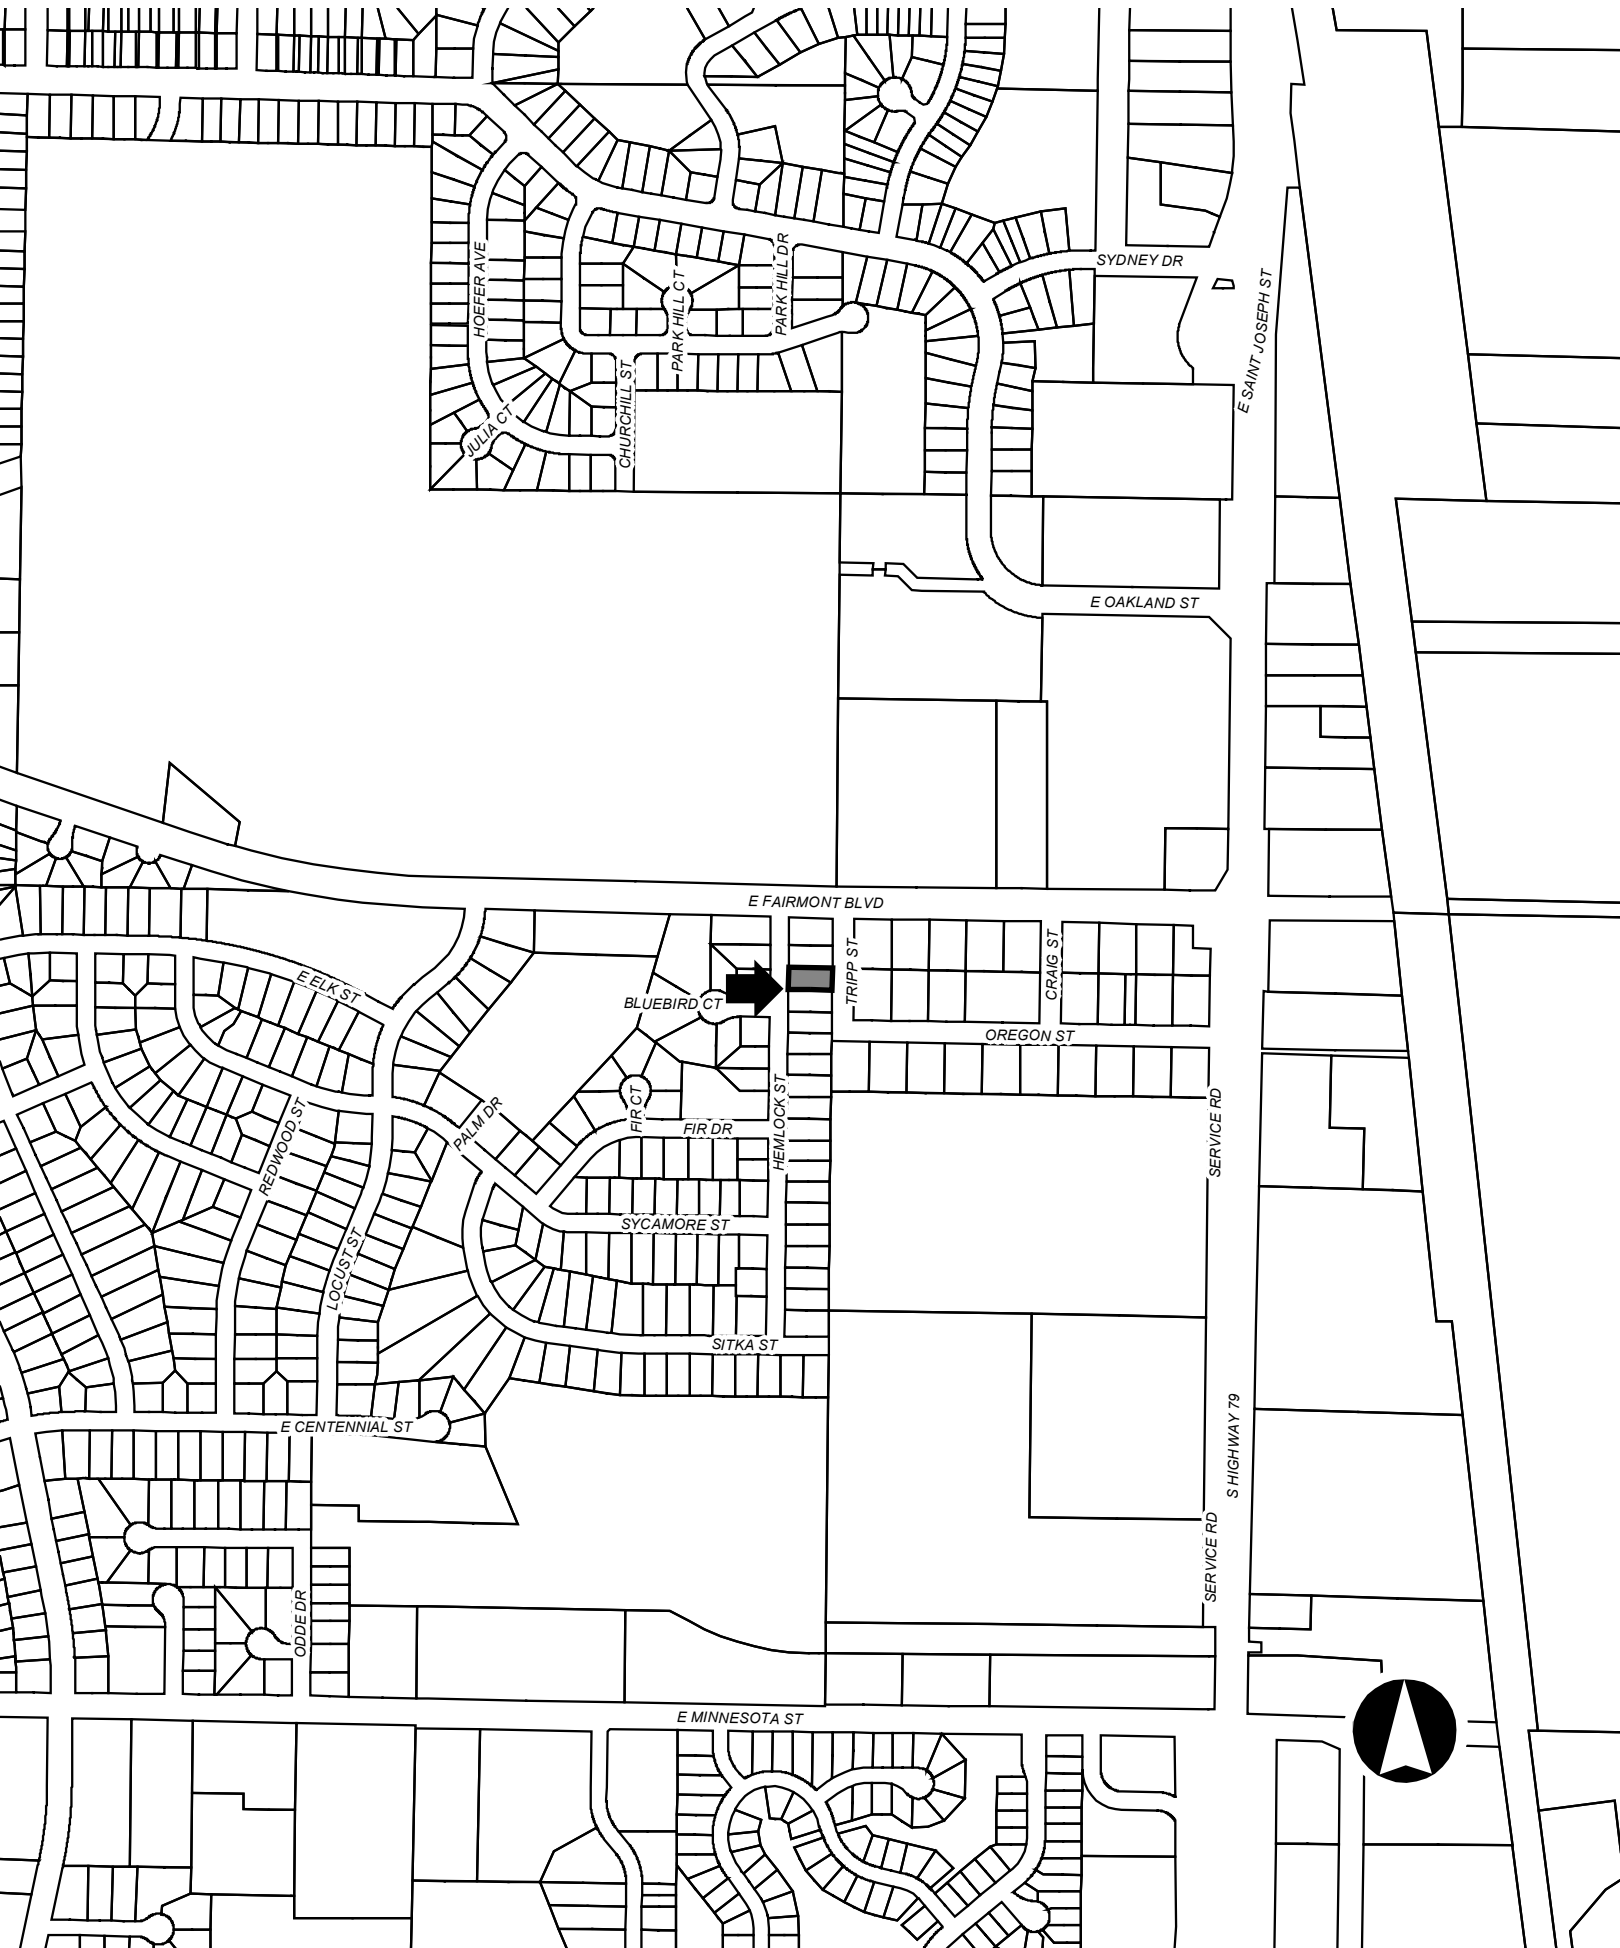 SYDNEY DR
HOEFER AVE
PARK HILL DR
PARK HILL CT
E SAINT JOSEPH ST
CHURCHILL ST
JULIA CT
E OAKLAND ST
E FAIRMONT BLVD
TRIPP ST
CRAIG ST
E ELK ST
BLUEBIRD CT
OREGON ST
HEMLOCK ST
FIR CT
PALM DR
FIR DR
SERVICE RD
REDWOOD ST
SYCAMORE ST
LOCUST ST
SITKA ST
E CENTENNIAL ST
S HIGHWAY 79
SERVICE RD
ODDE DR
E MINNESOTA ST